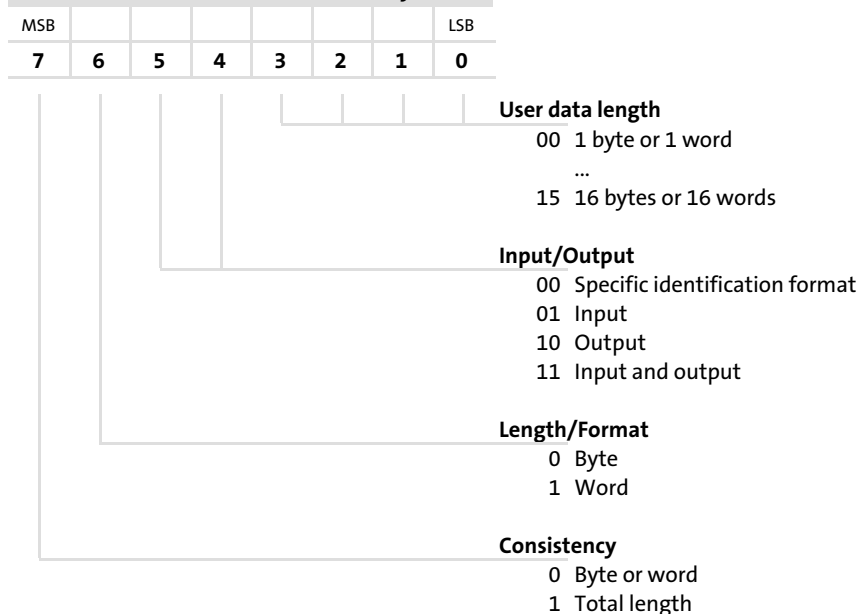 MSB LSB
7 6 5 4 3 2 1 0
User data length
00 1 byte or 1 word
...
15 16 bytes or 16 words
Input/Output
00 Specific identification format
01 Input
10 Output
11 Input and output
Length/Format
0 Byte
1 Word
Consistency
0 Byte or word
1 Total length